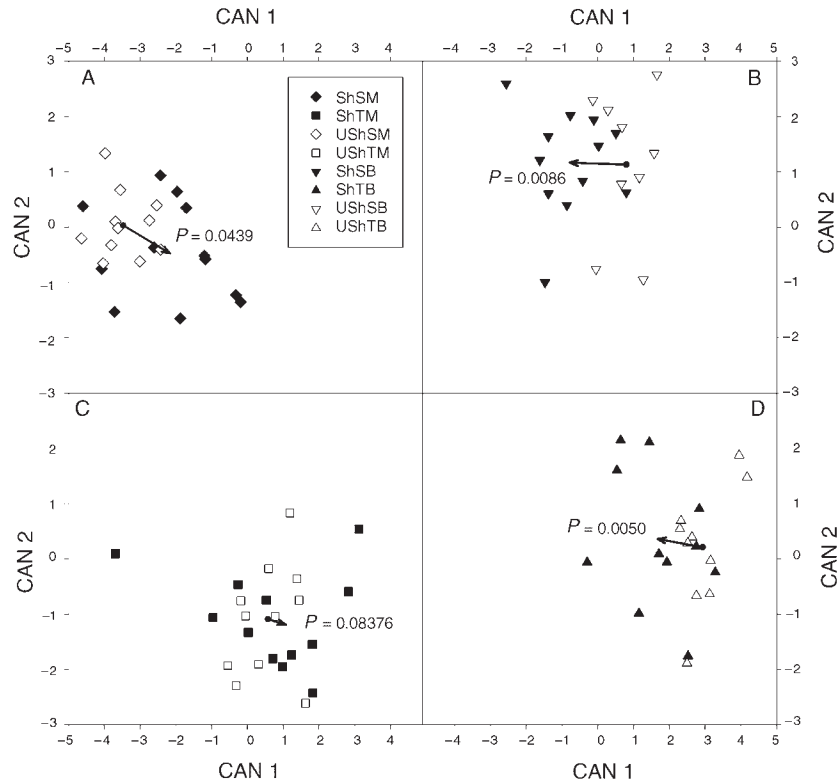 CAN 1 CAN 1
−5 −4 −3 −2 −1 0 1 2 3 4 −4 −3 −2 −1 0 1 2 3 4 5
3 2 1 0 −1 −2 −3
CAN 2
A
ShSM
ShTM
UShSM
UShTM
ShSB
ShTB
UShSB
UShTB
P = 0.0439
B
P = 0.0086
3 2 1 0 −1 −2 −3
CAN 2
C
2 1 0 −1 −2 −3
CAN 2
P = 0.08376
D
P = 0.0050
2 1 0 −1 −2 −3
CAN 2
−5 −4 −3 −2 −1 0 1 2 3 4 −4 −3 −2 −1 0 1 2 3 4 5
CAN 1 CAN 1